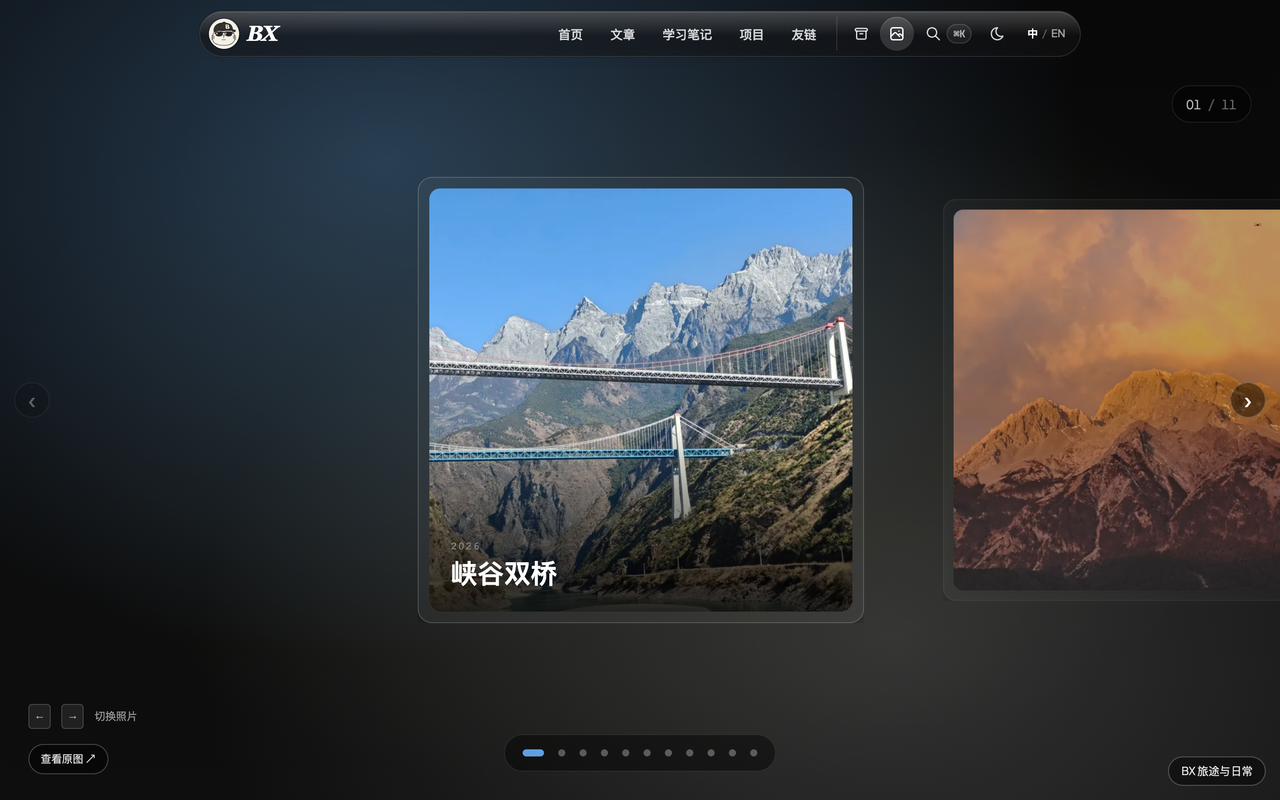 BX
首页 文章 学习笔记 项目 友链 ⌘K 中 / EN
01 / 11
‹ ›
2026
峡谷双桥
← → 切换照片
查看原图 ↗
BX 旅途与日常